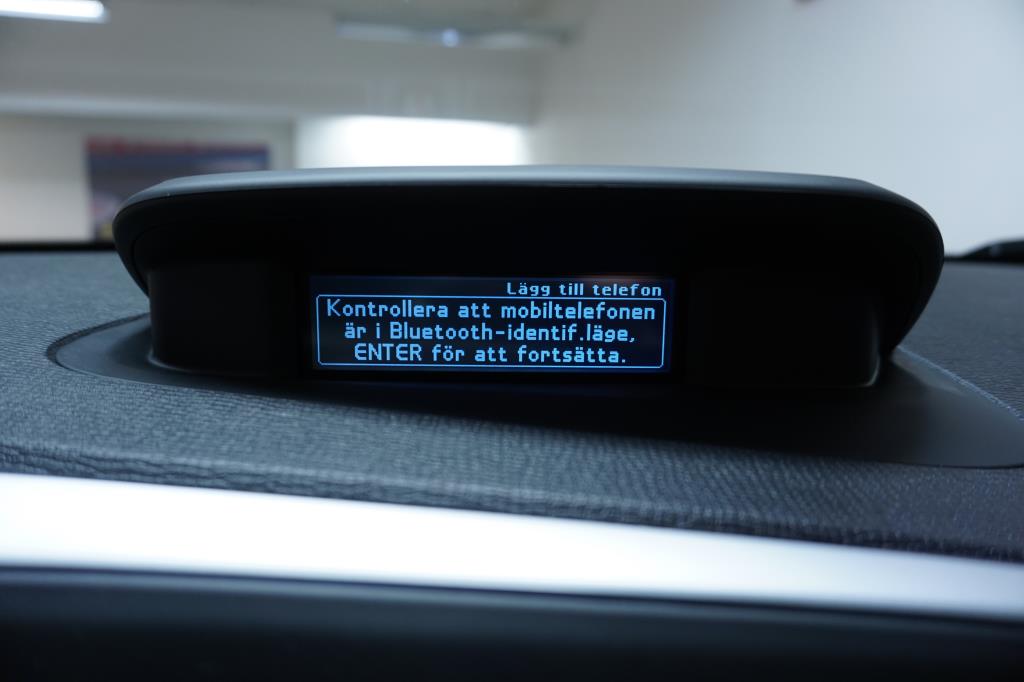 Lägg till telefon
Kontrollera att mobiltelefonen
är i Bluetooth-identif.läge,
ENTER för att fortsätta.